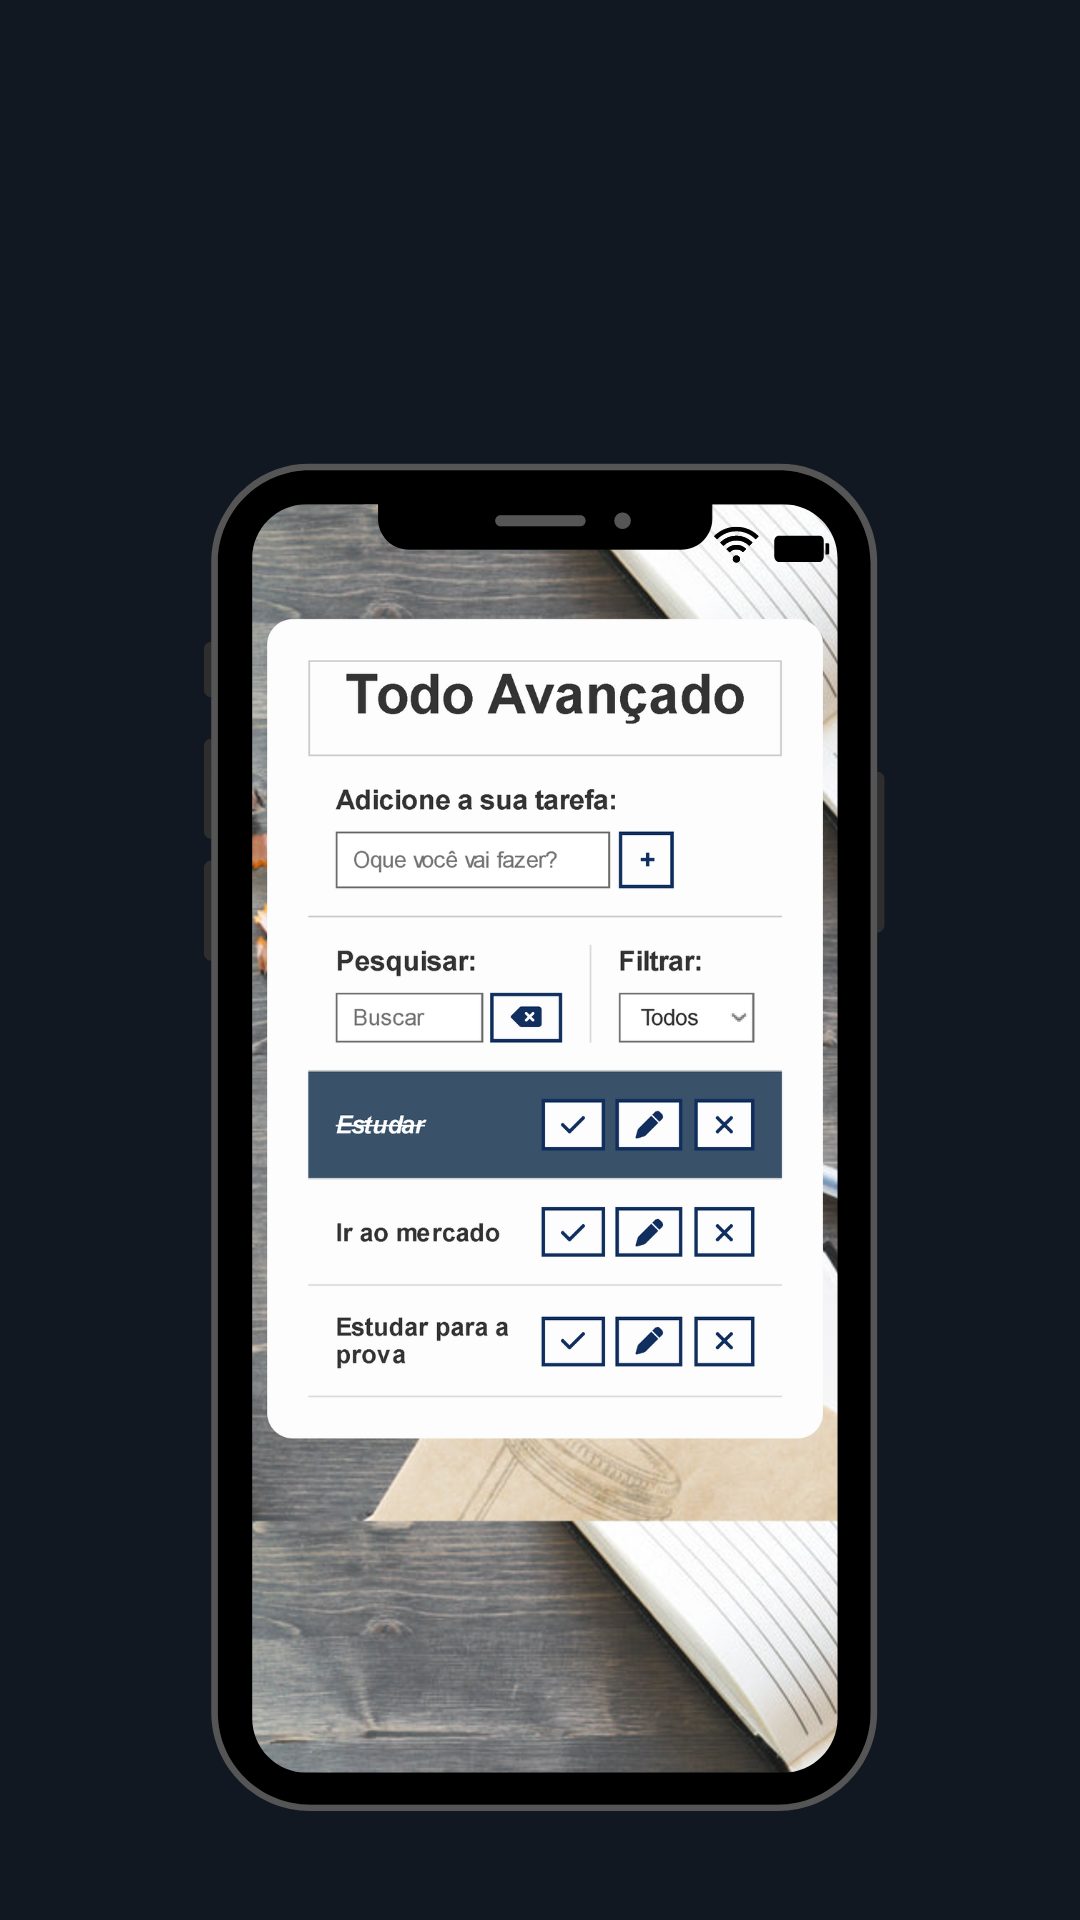 Todo Avançado
Adicione a sua tarefa:
Oque você vai fazer?
+
Pesquisar:
Filtrar:
Buscar
Todos
Estudar
Ir ao mercado
Estudar para a
prova